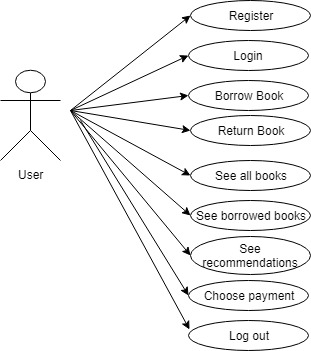 Register
Login
Borrow Book
Return Book
User
See all books
See borrowed books
See
recommendations
Choose payment
Log out